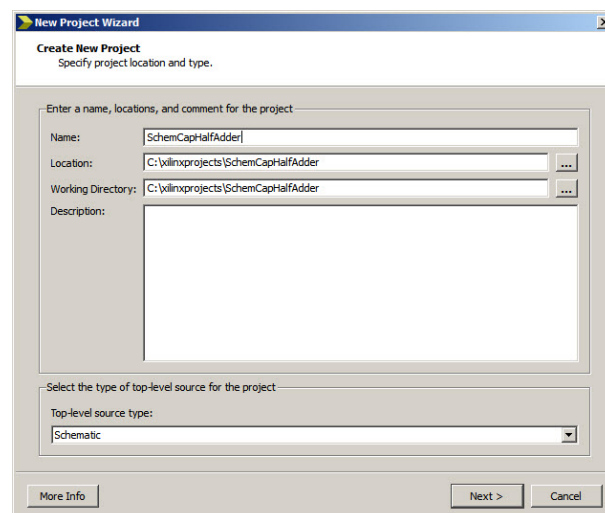 New Project Wizard
Create New Project
Specify project location and type.
Enter a name, locations, and comment for the project
Name: SchemCapHalfAdder
Location: C:\xilinxprojects\SchemCapHalfAdder ...
Working Directory: C:\xilinxprojects\SchemCapHalfAdder ...
Description:
Select the type of top-level source for the project
Top-level source type:
Schematic
More Info Next > Cancel